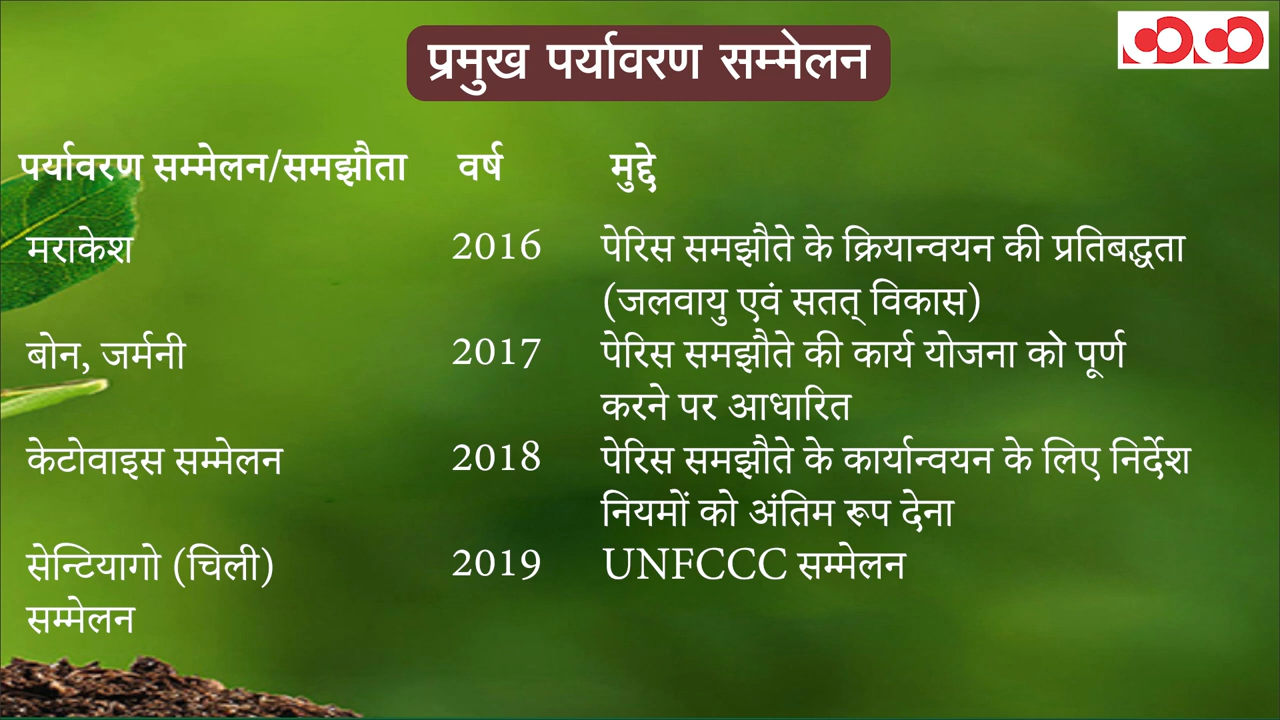 प्रमुख पर्यावरण सम्मेलन
पर्यावरण सम्मेलन/समझौता वर्ष मुद्दे
मराकेश 2016 पेरिस समझौते के क्रियान्वयन की प्रतिबद्धता
(जलवायु एवं सतत् विकास)
बोन, जर्मनी 2017 पेरिस समझौते की कार्य योजना को पूर्ण
करने पर आधारित
केटोवाइस सम्मेलन 2018 पेरिस समझौते के कार्यान्वयन के लिए निर्देश
नियमों को अंतिम रूप देना
सेन्टियागो (चिली) 2019 UNFCCC सम्मेलन
सम्मेलन